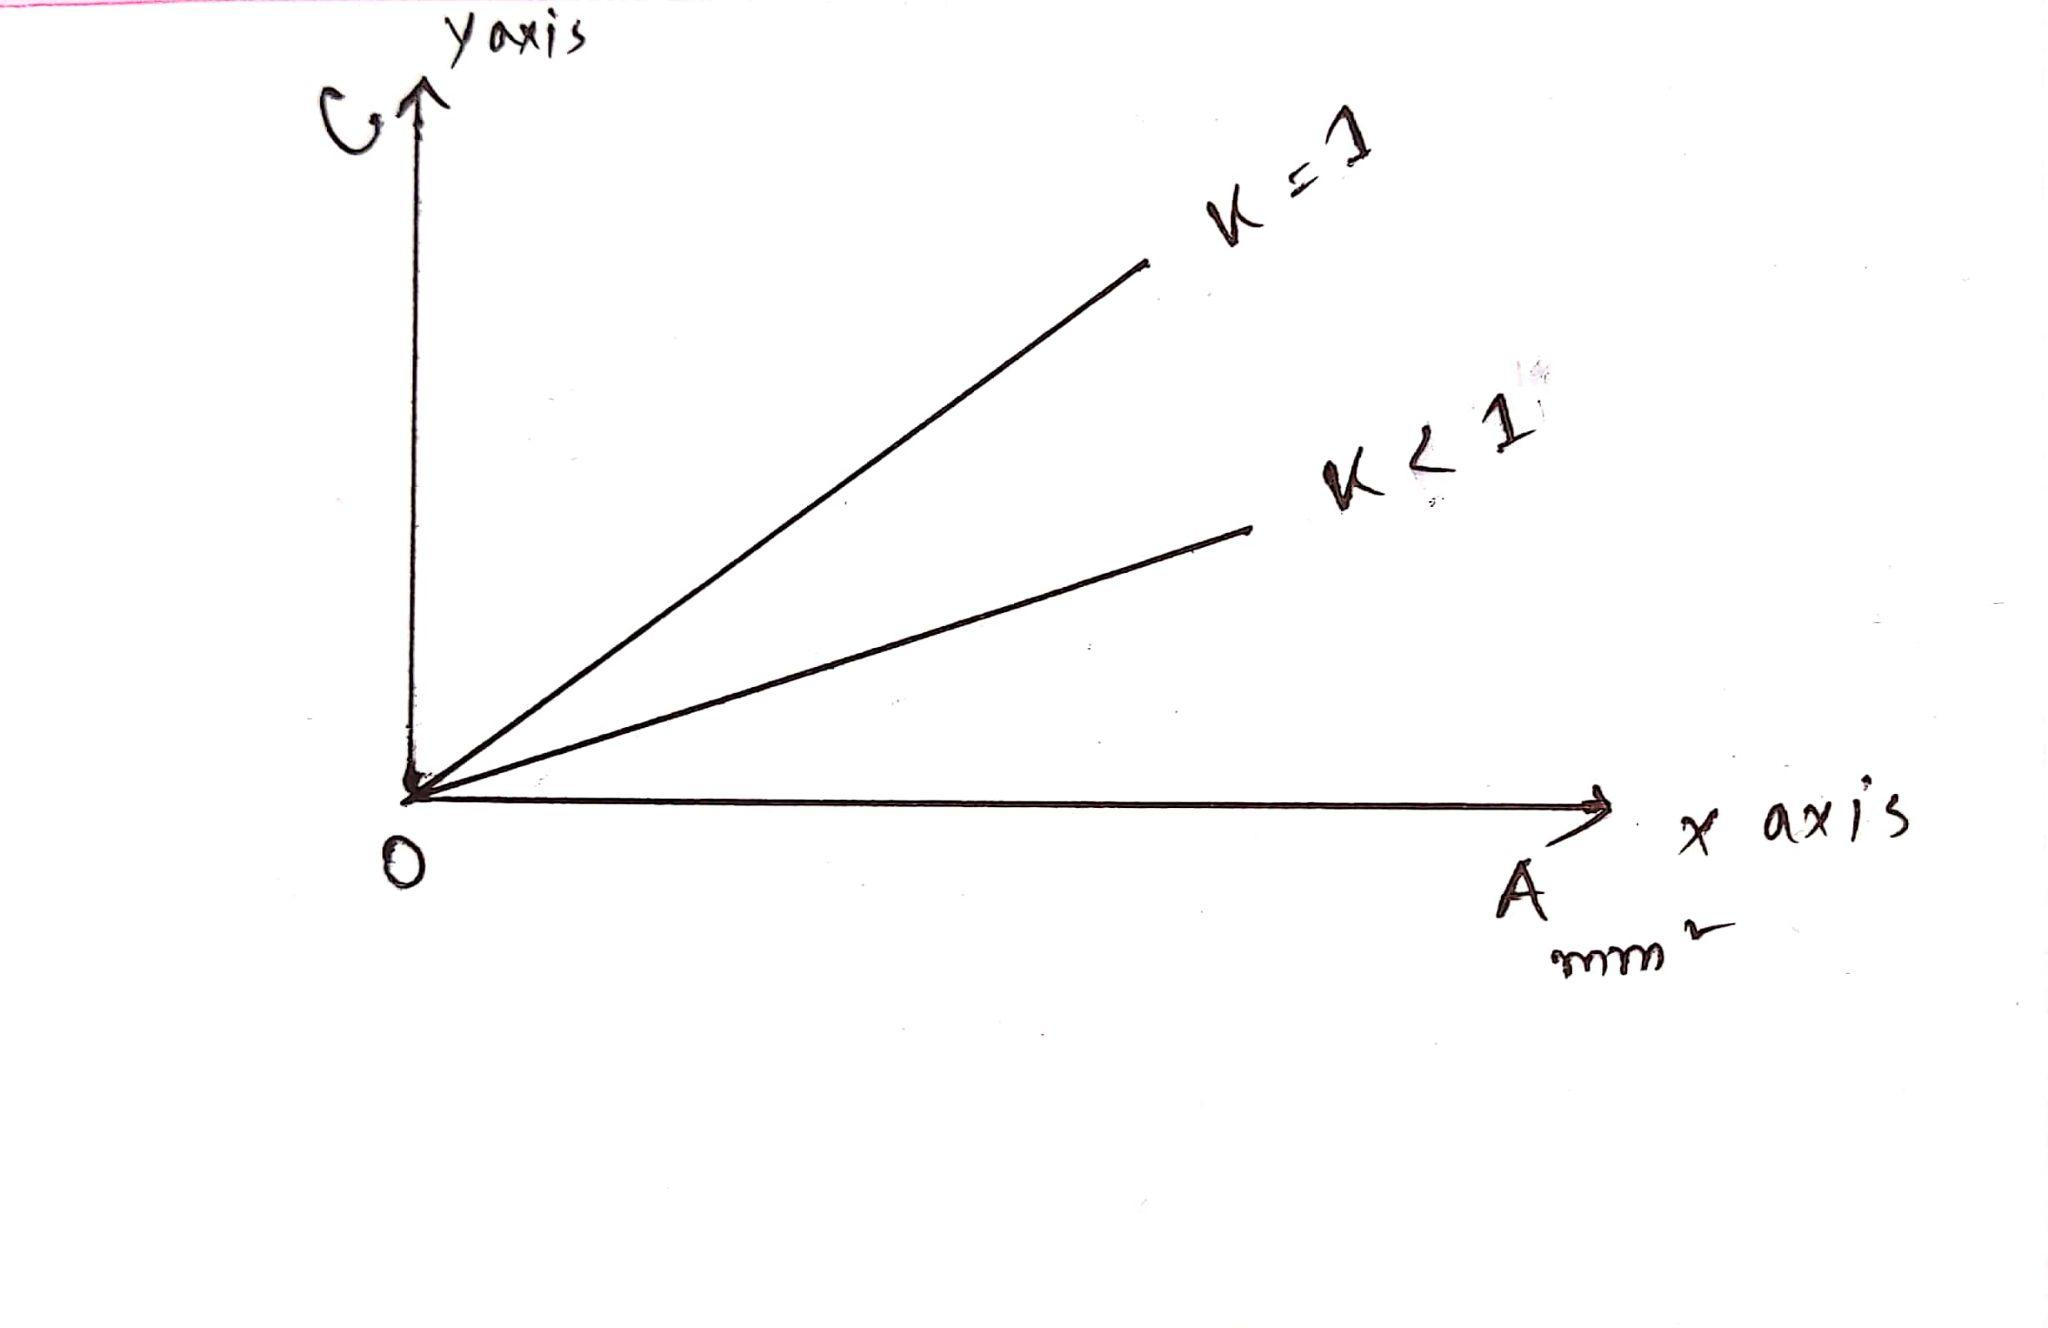 y axis
C
K = 1
K < 1
x axis
A
mm²
O